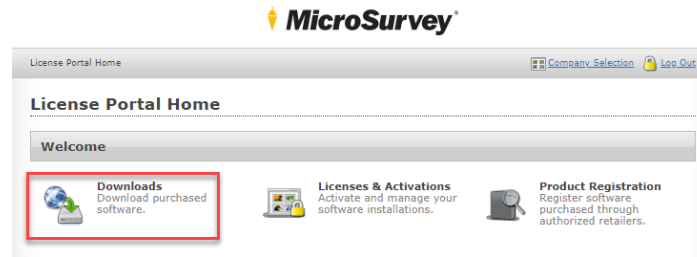 MicroSurvey
License Portal Home
Company Selection
Log Out
License Portal Home
Welcome
Downloads
Download purchased
software.
Licenses & Activations
Activate and manage your
software installations.
Product Registration
Register software
purchased through
authorized retailers.